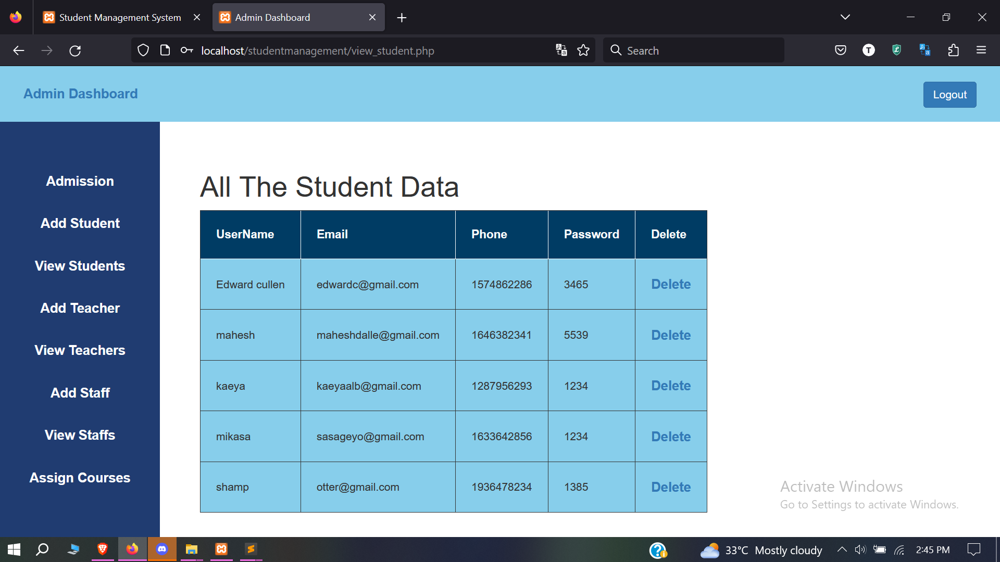 Student Management System
Admin Dashboard
localhost/studentmanagement/view_student.php
Search
T
Admin Dashboard
Logout
Admission
Add Student
View Students
Add Teacher
View Teachers
Add Staff
View Staffs
Assign Courses
All The Student Data
UserName Email Phone Password Delete
Edward cullen edwardc@gmail.com 1574862286 3465 Delete
mahesh maheshdalle@gmail.com 1646382341 5539 Delete
kaeya kaeyaalb@gmail.com 1287956293 1234 Delete
mikasa sasageyo@gmail.com 1633642856 1234 Delete
shamp otter@gmail.com 1936478234 1385 Delete
Activate Windows
Go to Settings to activate Windows.
33°C Mostly cloudy
2:45 PM